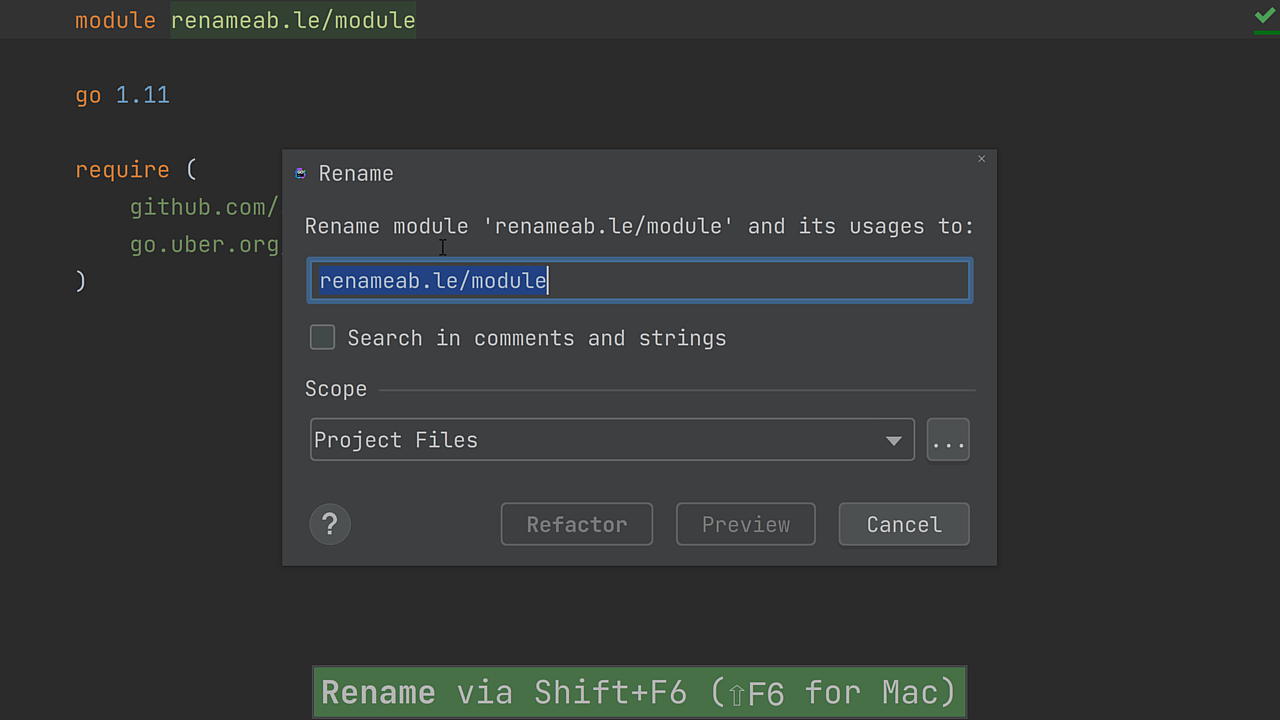 module renameab.le/module
go 1.11
require (
github.com/
go.uber.org
)
Rename
Rename module 'renameab.le/module' and its usages to:
renameab.le/module
Search in comments and strings
Scope
Project Files
...
?
Refactor
Preview
Cancel
Rename via Shift+F6 (⇧F6 for Mac)